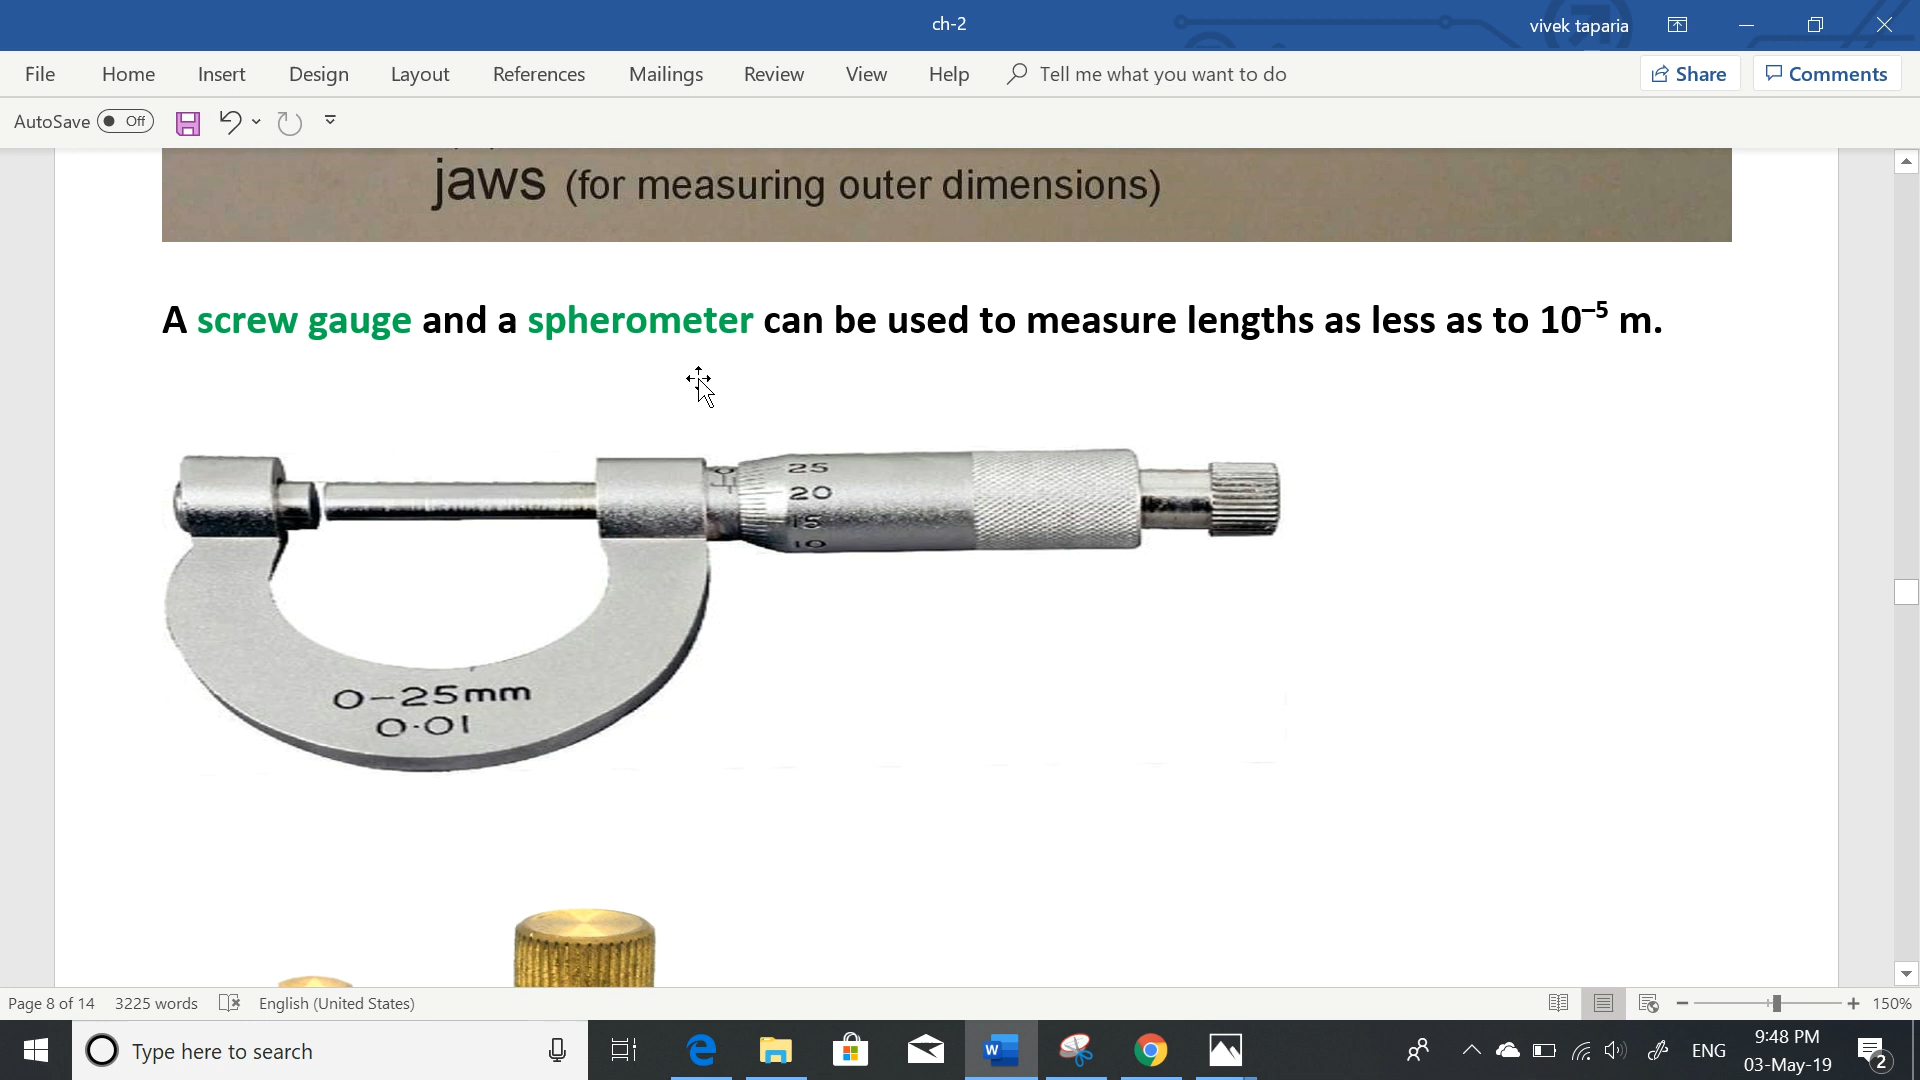 ch-2
vivek taparia
File Home Insert Design Layout References Mailings Review View Help Tell me what you want to do Share Comments
AutoSave Off
jaws (for measuring outer dimensions)
A screw gauge and a spherometer can be used to measure lengths as less as to 10⁻⁵ m.
0
25
20
15
10
0-25mm
0·01
Page 8 of 14 3225 words English (United States) 150%
Type here to search
ENG
9:48 PM
03-May-19
2